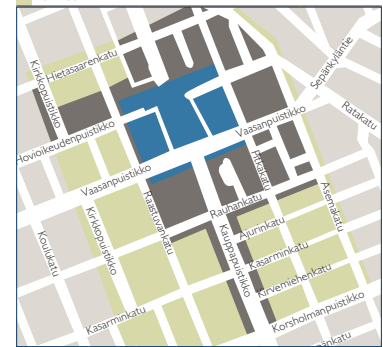 Kirkkopuistikko
Hietasaarenkatu
Sepänkyläntie
Ratakatu
Hovioikeudenpuistikko
Vaasanpuistikko
Vaasanpuistikko
Pitkäkatu
Asemakatu
Raastuvankatu
Rauhankatu
Kauppapuistikko
Ajurinkatu
Kirkkopuistikko
Koulukatu
Kasarminkatu
Kirvesmiehenkatu
Kasarminkatu
Korsholmanpuistikko